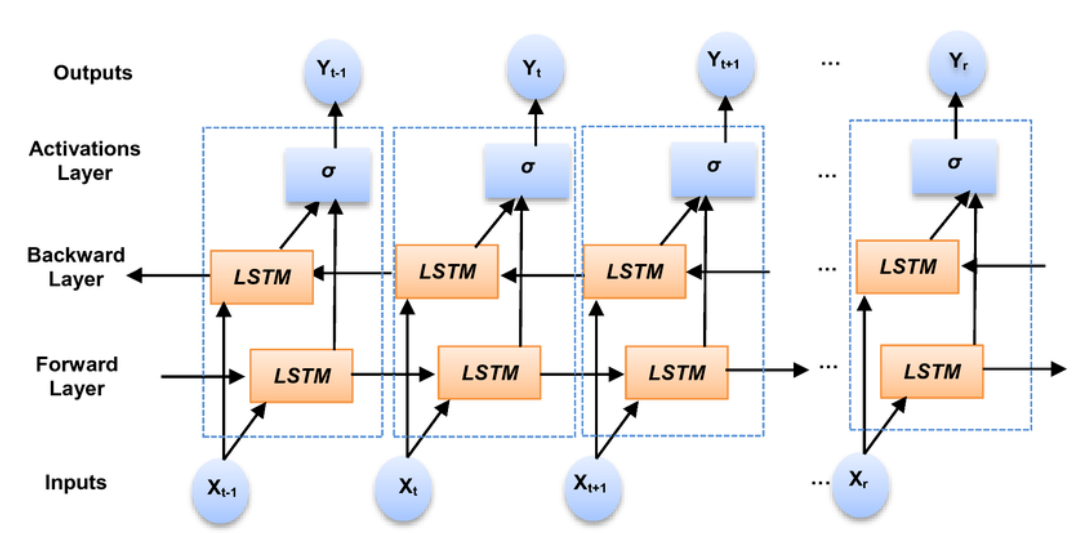 Outputs
Y t-1
Y t
Y t+1
...
Y r
Activations
Layer
σ
σ
σ
...
σ
Backward
Layer
LSTM
LSTM
LSTM
...
LSTM
Forward
Layer
LSTM
LSTM
LSTM
...
LSTM
Inputs
X t-1
X t
X t+1
...
X r